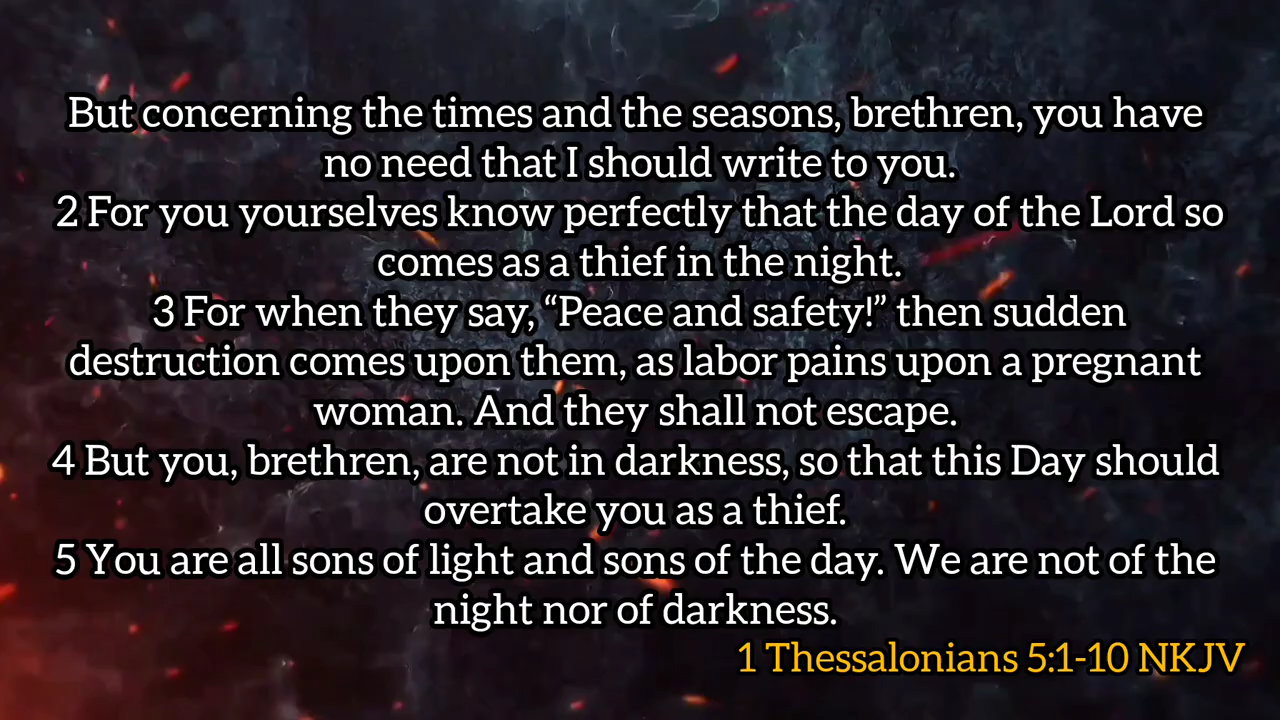 But concerning the times and the seasons, brethren, you have
no need that I should write to you.
2 For you yourselves know perfectly that the day of the Lord so
comes as a thief in the night.
3 For when they say, “Peace and safety!” then sudden
destruction comes upon them, as labor pains upon a pregnant
woman. And they shall not escape.
4 But you, brethren, are not in darkness, so that this Day should
overtake you as a thief.
5 You are all sons of light and sons of the day. We are not of the
night nor of darkness.
1 Thessalonians 5:1-10 NKJV